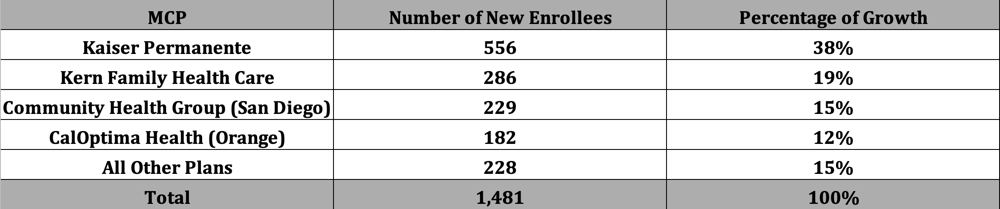 MCP Number of New Enrollees Percentage of Growth
Kaiser Permanente 556 38%
Kern Family Health Care 286 19%
Community Health Group (San Diego) 229 15%
CalOptima Health (Orange) 182 12%
All Other Plans 228 15%
Total 1,481 100%